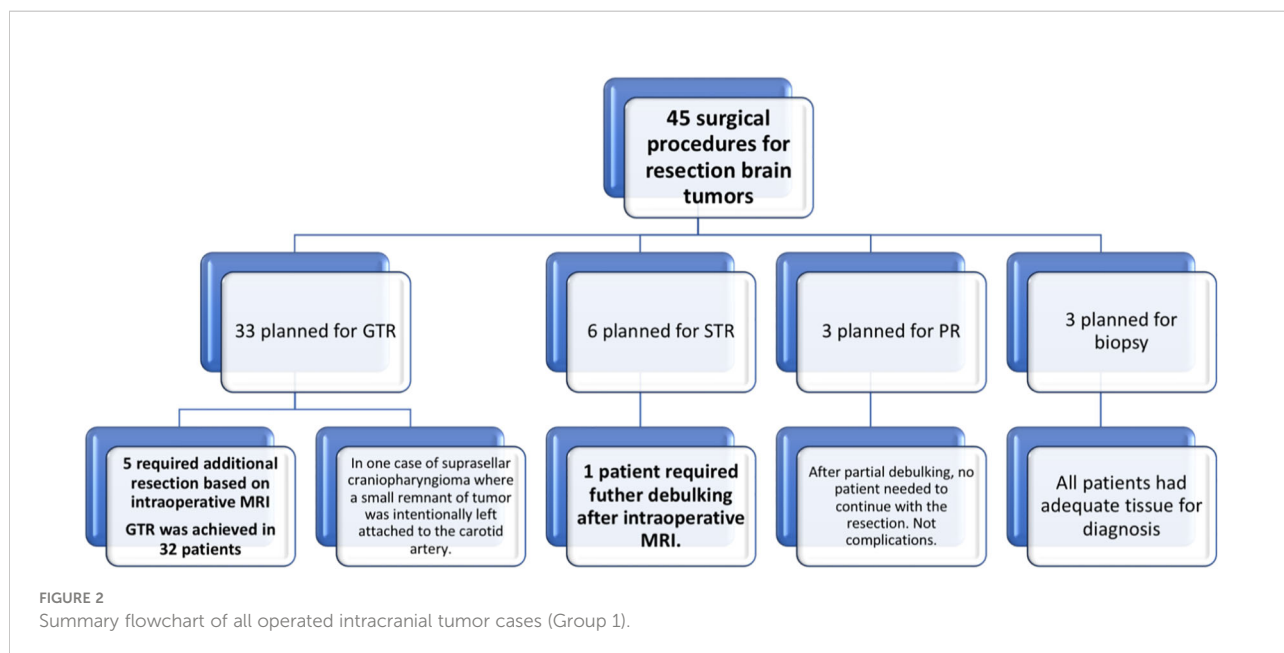 45 surgical
procedures for
resection brain
tumors
33 planned for GTR
6 planned for STR
3 planned for PR
3 planned for
biopsy
5 required additional
resection based on
intraoperative MRI
GTR was achieved in
32 patients
In one case of suprasellar
craniopharyngioma where
a small remnant of tumor
was intentionally left
attached to the carotid
artery.
1 patient required
futher debulking
after intraoperative
MRI.
After partial debulking, no
patient needed to
continue with the
resection. Not
complications.
All patients had
adequate tissue for
diagnosis
FIGURE 2
Summary flowchart of all operated intracranial tumor cases (Group 1).